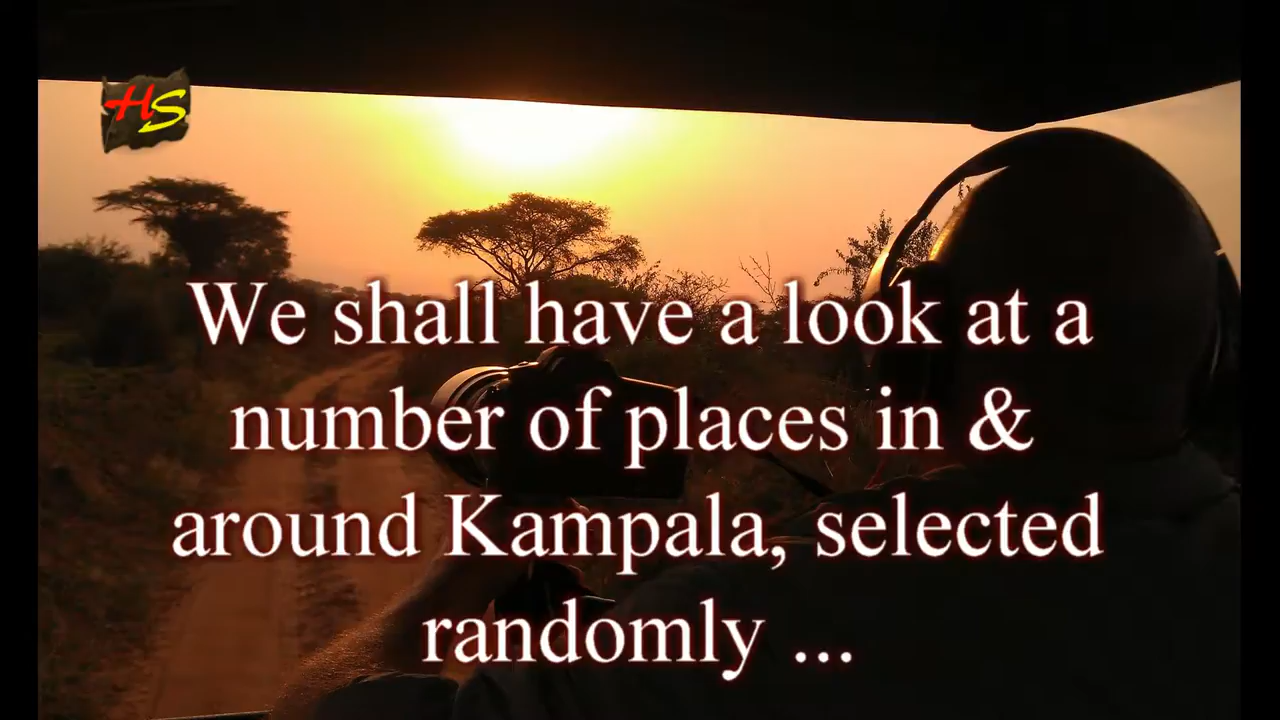 HS
We shall have a look at a
number of places in &
around Kampala, selected
randomly ...